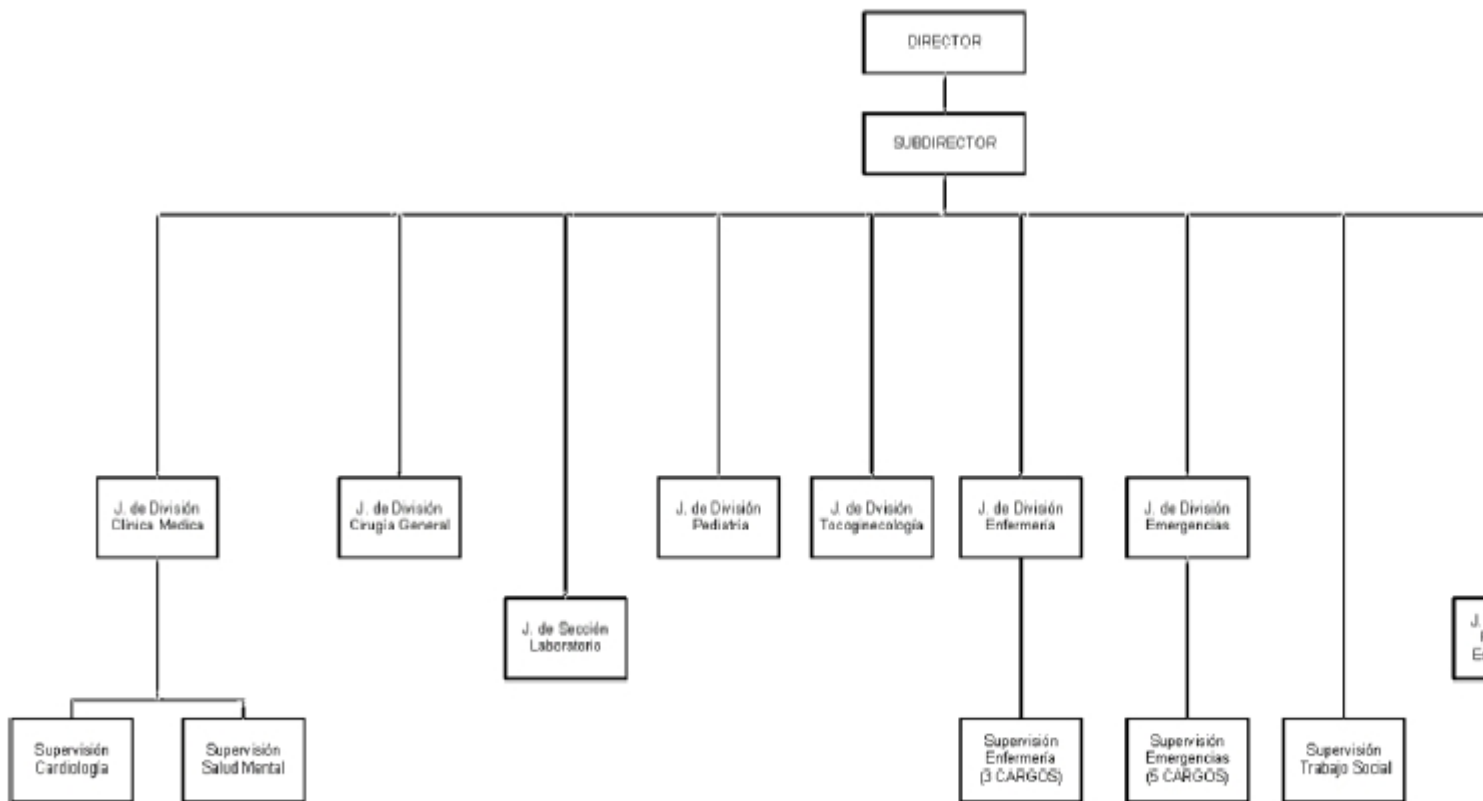 DIRECTOR
SUBDIRECTOR
J. de División
Clínica Medica
J. de División
Cirugía General
J. de División
Pediatría
J. de Dvisión
Tocoginecología
J. de División
Enfermería
J. de División
Emergencias
J. de Sección
Laboratorio
J.
Supervisión
Cardiología
Supervisión
Salud Mental
Supervisión
Enfermería
(3 CARGOS)
Supervisión
Emergencias
(5 CARGOS)
Supervisión
Trabajo Social